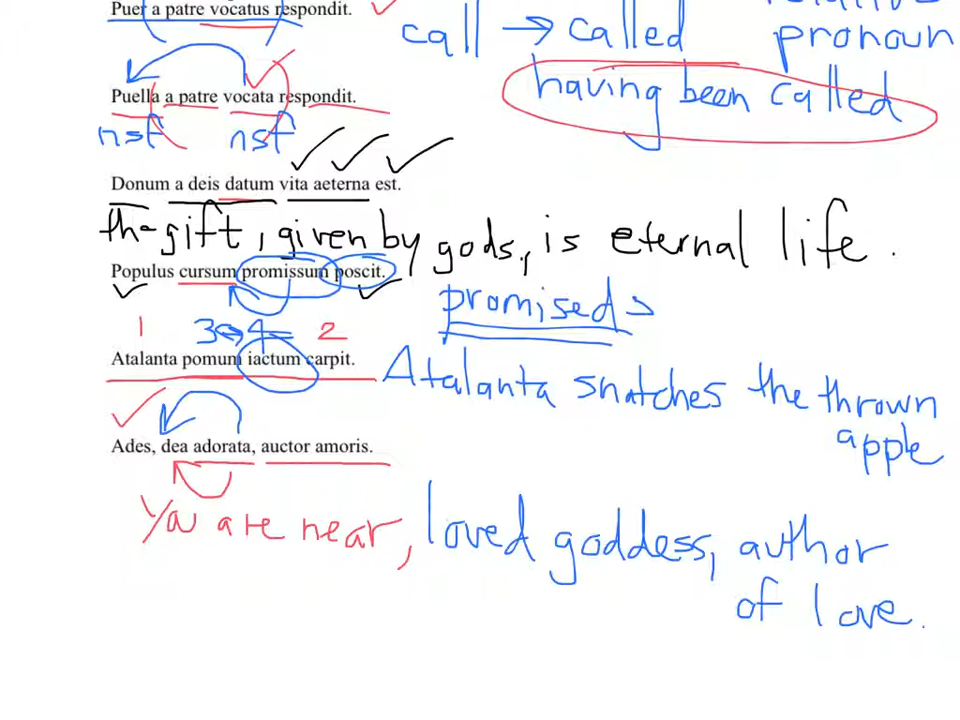 Puer a patre vocatus respondit.
call → called
pronoun
having been called
Puella a patre vocata respondit.
nsf nsf
Donum a deis datum vita aeterna est.
the gift, given by gods, is eternal life.
Populus cursum promissum poscit.
promised
1 3 4 2
Atalanta pomum iactum carpit.
Atalanta snatches the thrown
apple
Ades, dea adorata, auctor amoris.
You are near, loved goddess, author
of love.